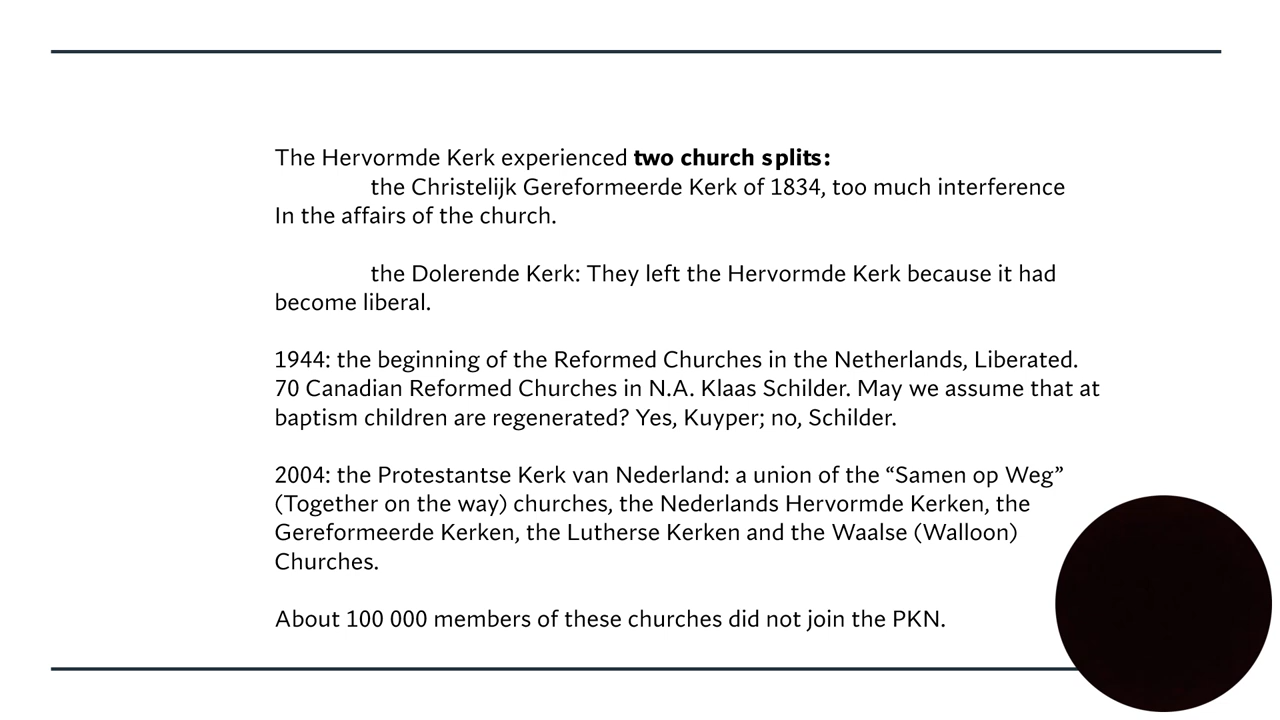 The Hervormde Kerk experienced two church splits:
the Christelijk Gereformeerde Kerk of 1834, too much interference
In the affairs of the church.
the Dolerende Kerk: They left the Hervormde Kerk because it had
become liberal.
1944: the beginning of the Reformed Churches in the Netherlands, Liberated.
70 Canadian Reformed Churches in N.A. Klaas Schilder. May we assume that at
baptism children are regenerated? Yes, Kuyper; no, Schilder.
2004: the Protestantse Kerk van Nederland: a union of the “Samen op Weg”
(Together on the way) churches, the Nederlands Hervormde Kerken, the
Gereformeerde Kerken, the Lutherse Kerken and the Waalse (Walloon)
Churches.
About 100 000 members of these churches did not join the PKN.